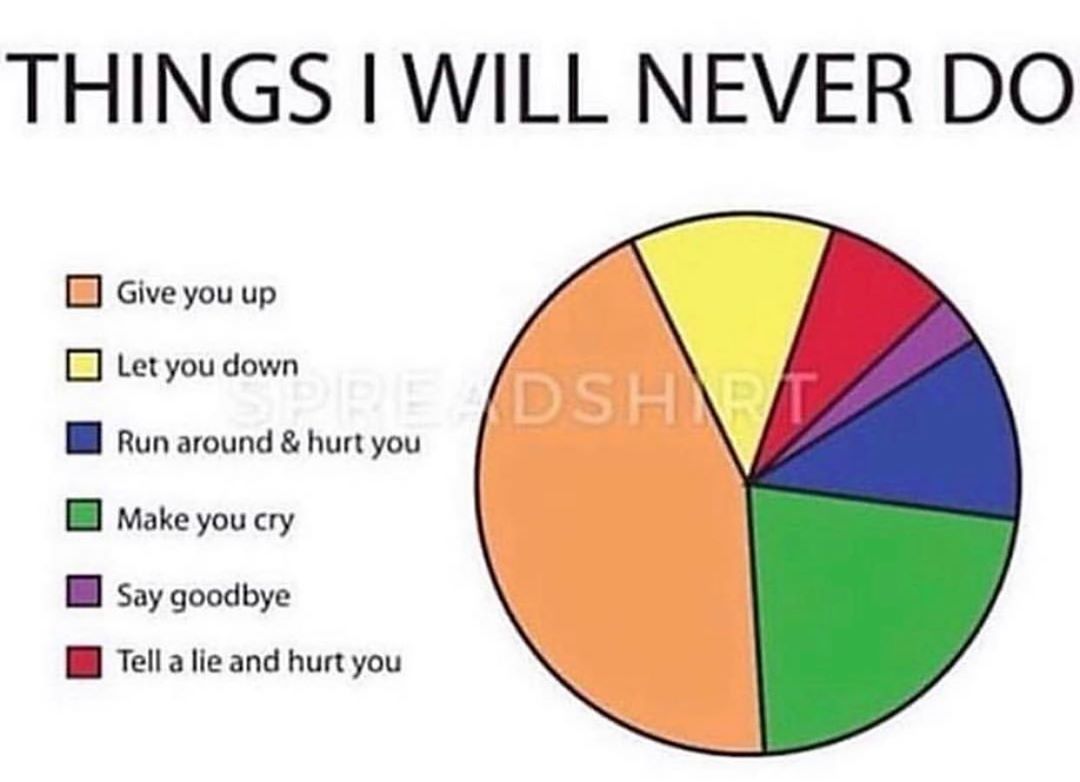 THINGS I WILL NEVER DO
Give you up
Let you down
SPREADSHIRT
Run around & hurt you
Make you cry
Say goodbye
Tell a lie and hurt you